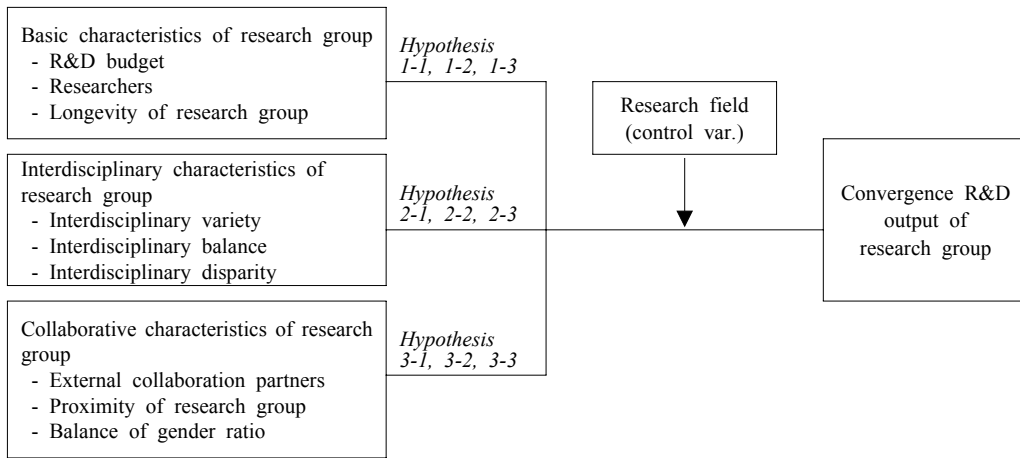 Basic characteristics of research group
- R&D budget
- Researchers
- Longevity of research group
Hypothesis
1-1, 1-2, 1-3
Interdisciplinary characteristics of
research group
- Interdisciplinary variety
- Interdisciplinary balance
- Interdisciplinary disparity
Hypothesis
2-1, 2-2, 2-3
Collaborative characteristics of research
group
- External collaboration partners
- Proximity of research group
- Balance of gender ratio
Hypothesis
3-1, 3-2, 3-3
Research field
(control var.)
Convergence R&D
output of
research group